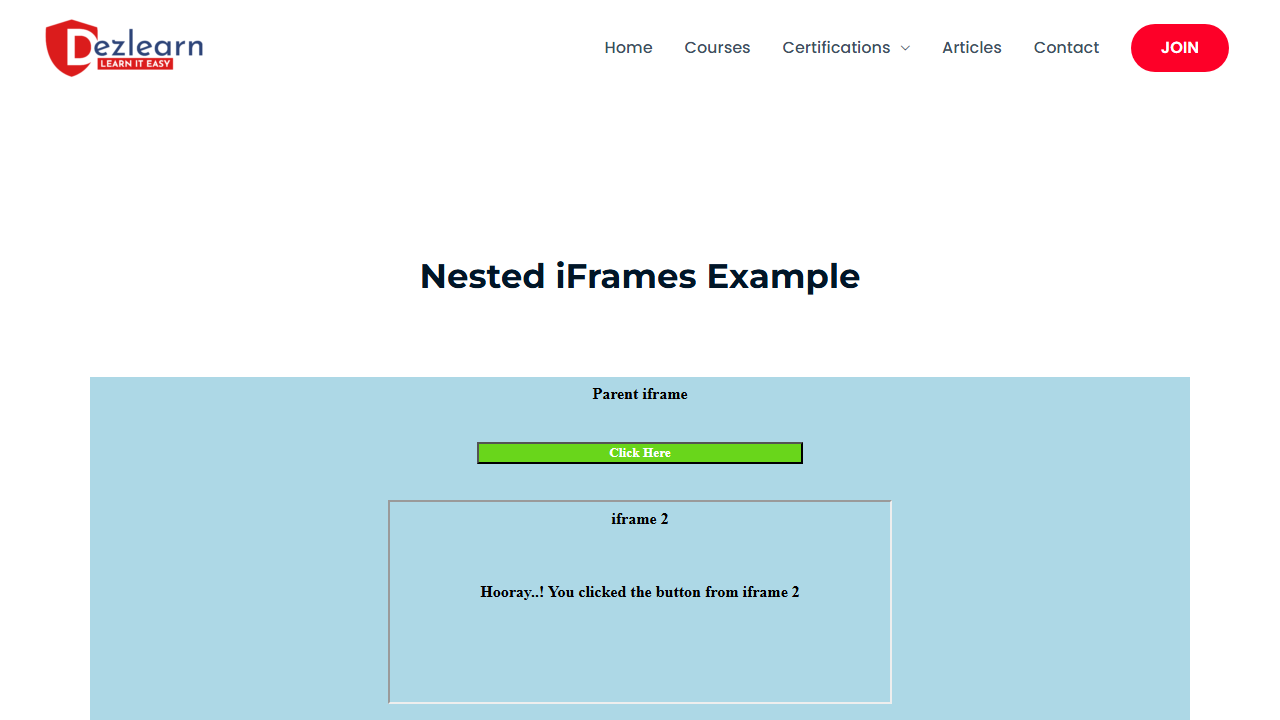 Dezlearn
LEARN IT EASY
Home Courses Certifications Articles Contact JOIN
Nested iFrames Example
Parent iframe
Click Here
iframe 2
Hooray..! You clicked the button from iframe 2